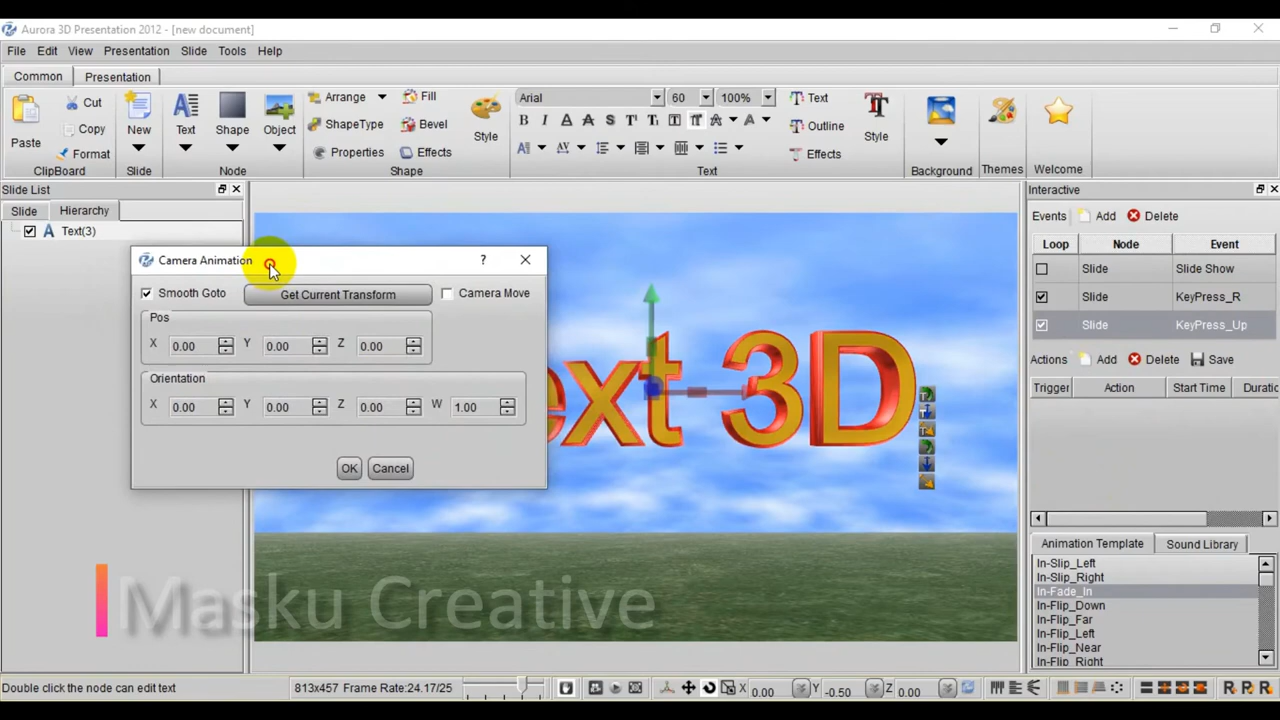 Aurora 3D Presentation 2012 - [new document]
File Edit View Presentation Slide Tools Help
Common Presentation
Paste Cut Copy Format ClipBoard
New Slide
Text Shape Object Node
Arrange Fill
ShapeType Bevel
Properties Effects
Style
Shape
Arial 60 100%
Text
Outline
Effects
Style
Text
Background
Themes
Welcome
Slide List
Slide Hierarchy
Text(3)
Camera Animation ?
Smooth Goto Get Current Transform Camera Move
Pos
X 0.00 Y 0.00 Z 0.00
Orientation
X 0.00 Y 0.00 Z 0.00 W 1.00
OK Cancel
ext 3D
Masku Creative
Interactive
Events Add Delete
Loop Node Event
Slide Slide Show
Slide KeyPress_R
Slide KeyPress_Up
Actions Add Delete Save
Trigger Action Start Time Duratic
Animation Template Sound Library
In-Slip_Left
In-Slip_Right
In-Fade_In
In-Flip_Down
In-Flip_Far
In-Flip_Left
In-Flip_Near
In-Flip_Right
Double click the node can edit text 813x457 Frame Rate:24.17/25 X 0.00 Y -0.50 Z 0.00